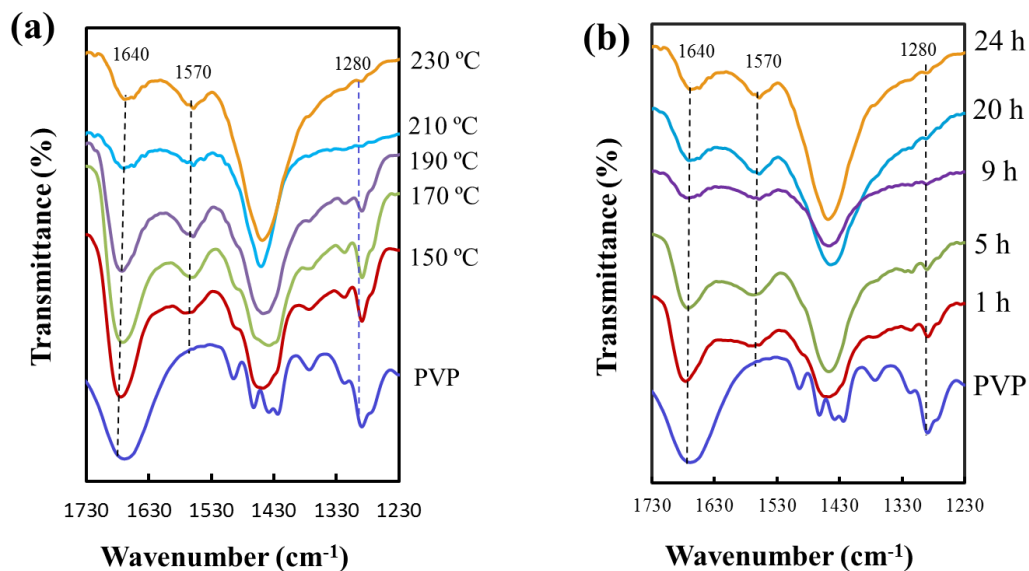 (a)
1640
1570
1280
230 ºC
210 ºC
190 ºC
170 ºC
150 ºC
PVP
Transmittance (%)
1730 1630 1530 1430 1330 1230
Wavenumber (cm-1)
(b)
1640
1570
1280
24 h
20 h
9 h
5 h
1 h
PVP
Transmittance (%)
1730 1630 1530 1430 1330 1230
Wavenumber (cm-1)